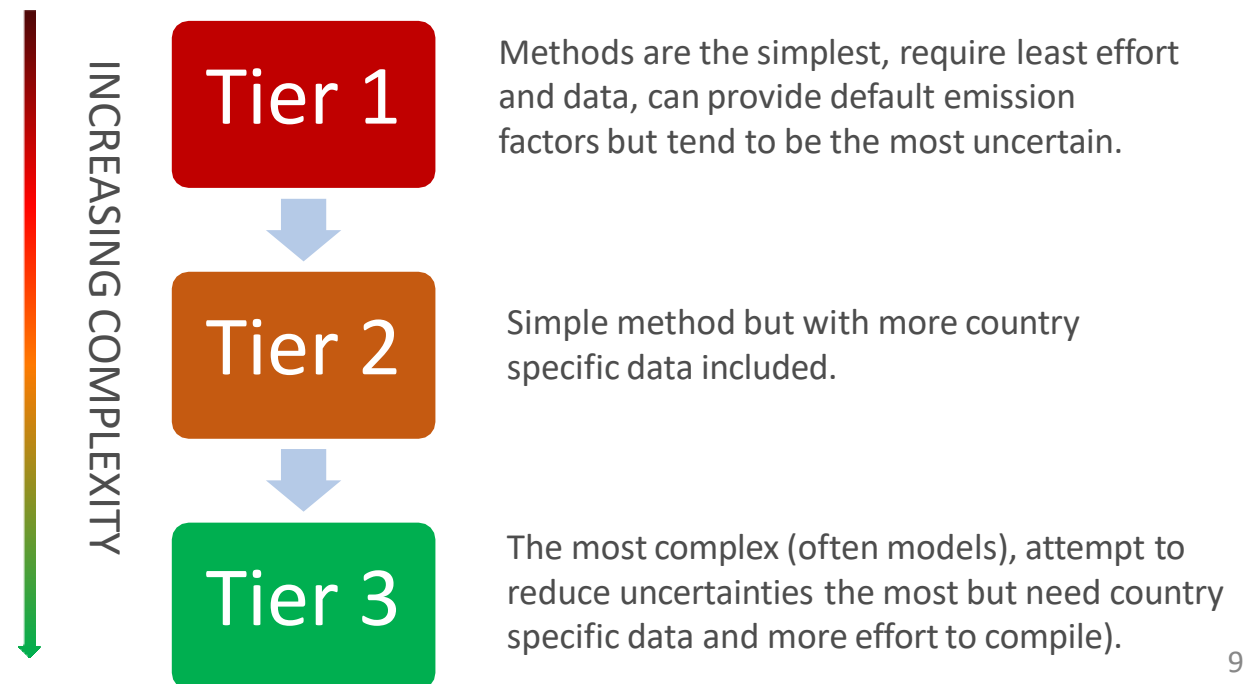 INCREASING COMPLEXITY
Tier 1
Methods are the simplest, require least effort
and data, can provide default emission
factors but tend to be the most uncertain.
Tier 2
Simple method but with more country
specific data included.
Tier 3
The most complex (often models), attempt to
reduce uncertainties the most but need country
specific data and more effort to compile).
9